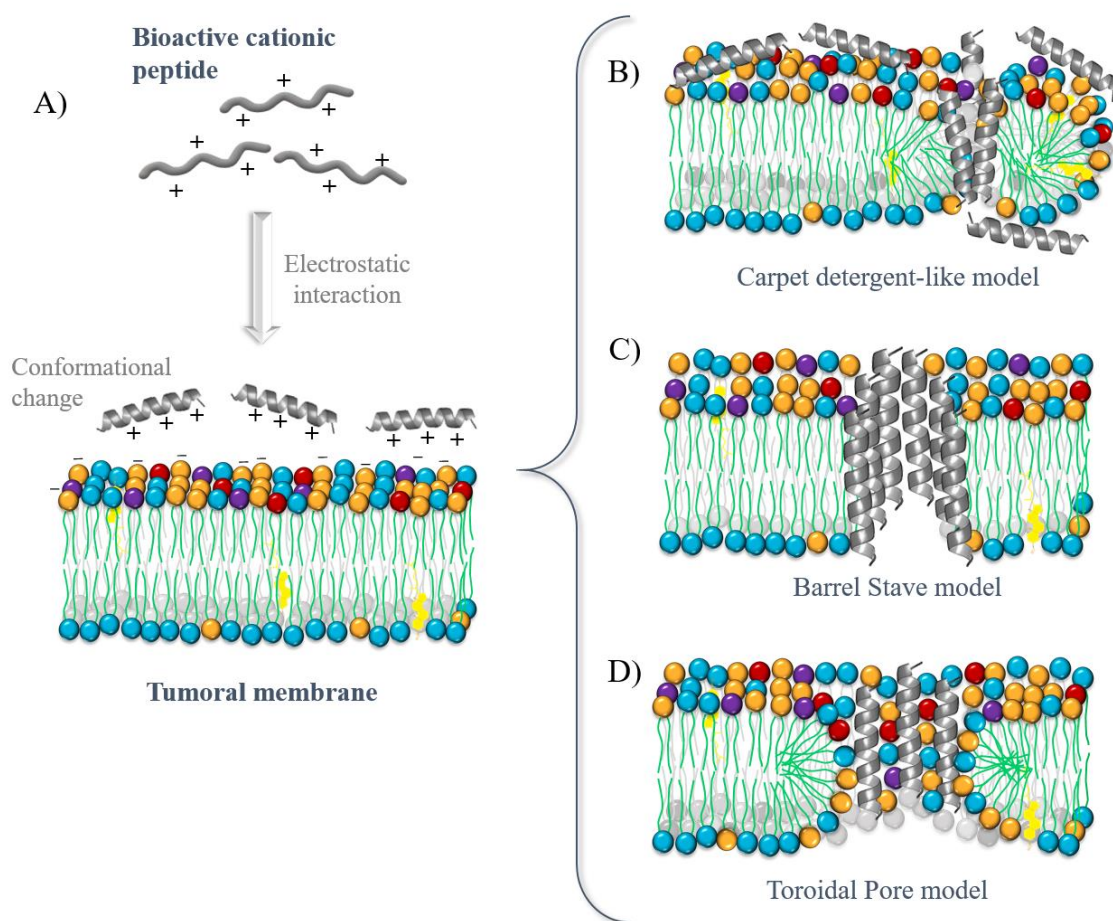 Bioactive cationic
peptide
A)
+
+
+
+
+
+
+
+
+
Electrostatic
interaction
Conformational
change
+ + +
+ + +
+ + +
– – – – – – – – –
Tumoral membrane
B)
Carpet detergent-like model
C)
Barrel Stave model
D)
Toroidal Pore model